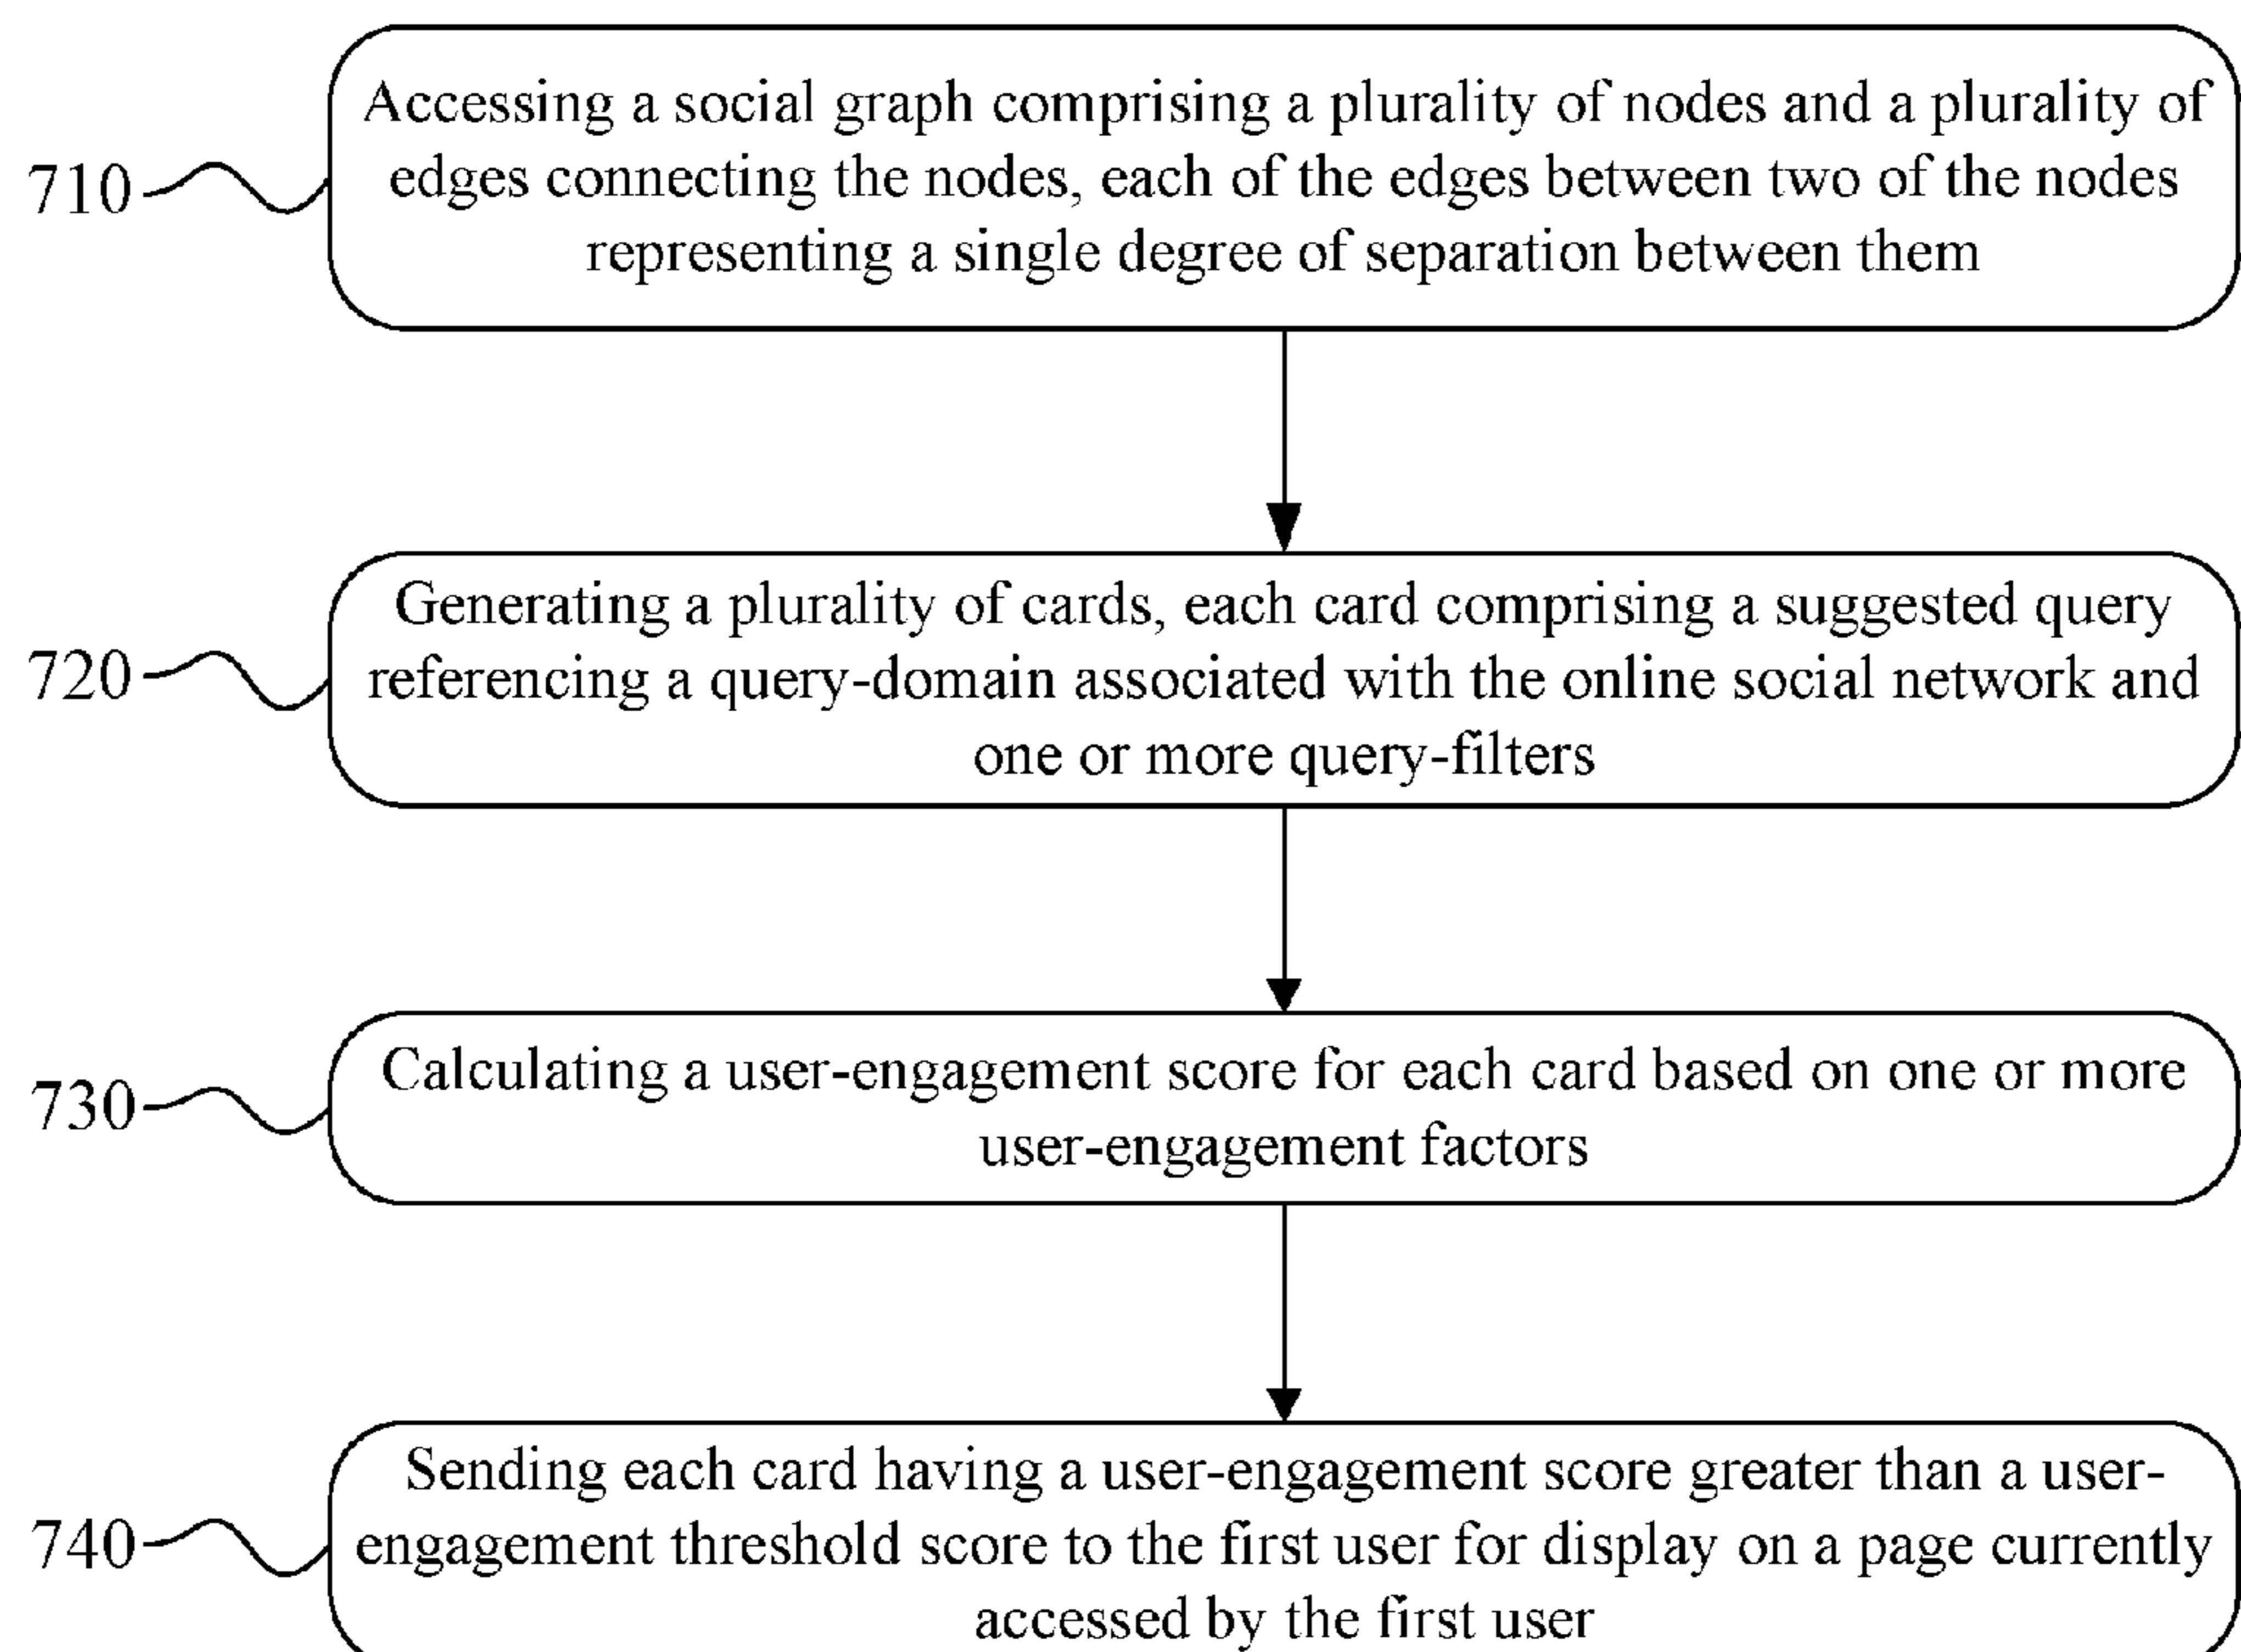 710
Accessing a social graph comprising a plurality of nodes and a plurality of
edges connecting the nodes, each of the edges between two of the nodes
representing a single degree of separation between them
720
Generating a plurality of cards, each card comprising a suggested query
referencing a query-domain associated with the online social network and
one or more query-filters
730
Calculating a user-engagement score for each card based on one or more
user-engagement factors
740
Sending each card having a user-engagement score greater than a user-
engagement threshold score to the first user for display on a page currently
accessed by the first user